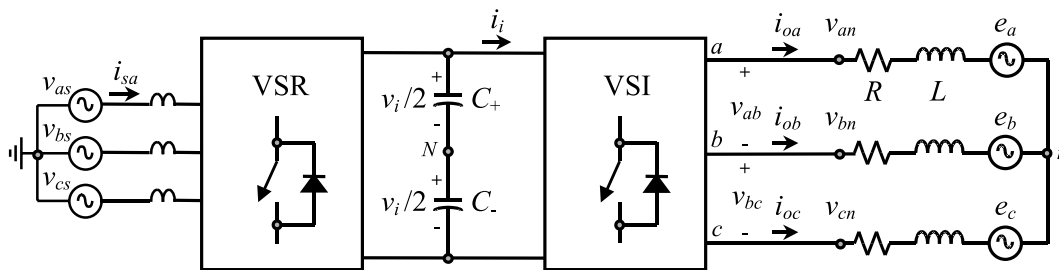 i_i
i_oa
v_an
e_a
a
+
i_sa
VSR
VSI
v_as
+
R
L
v_i/2
C_+
v_ab
-
i_ob
v_bn
e_b
v_bs
N
b
-
+
v_cs
+
v_i/2
C_-
v_bc
i_oc
v_cn
e_c
-
c
-